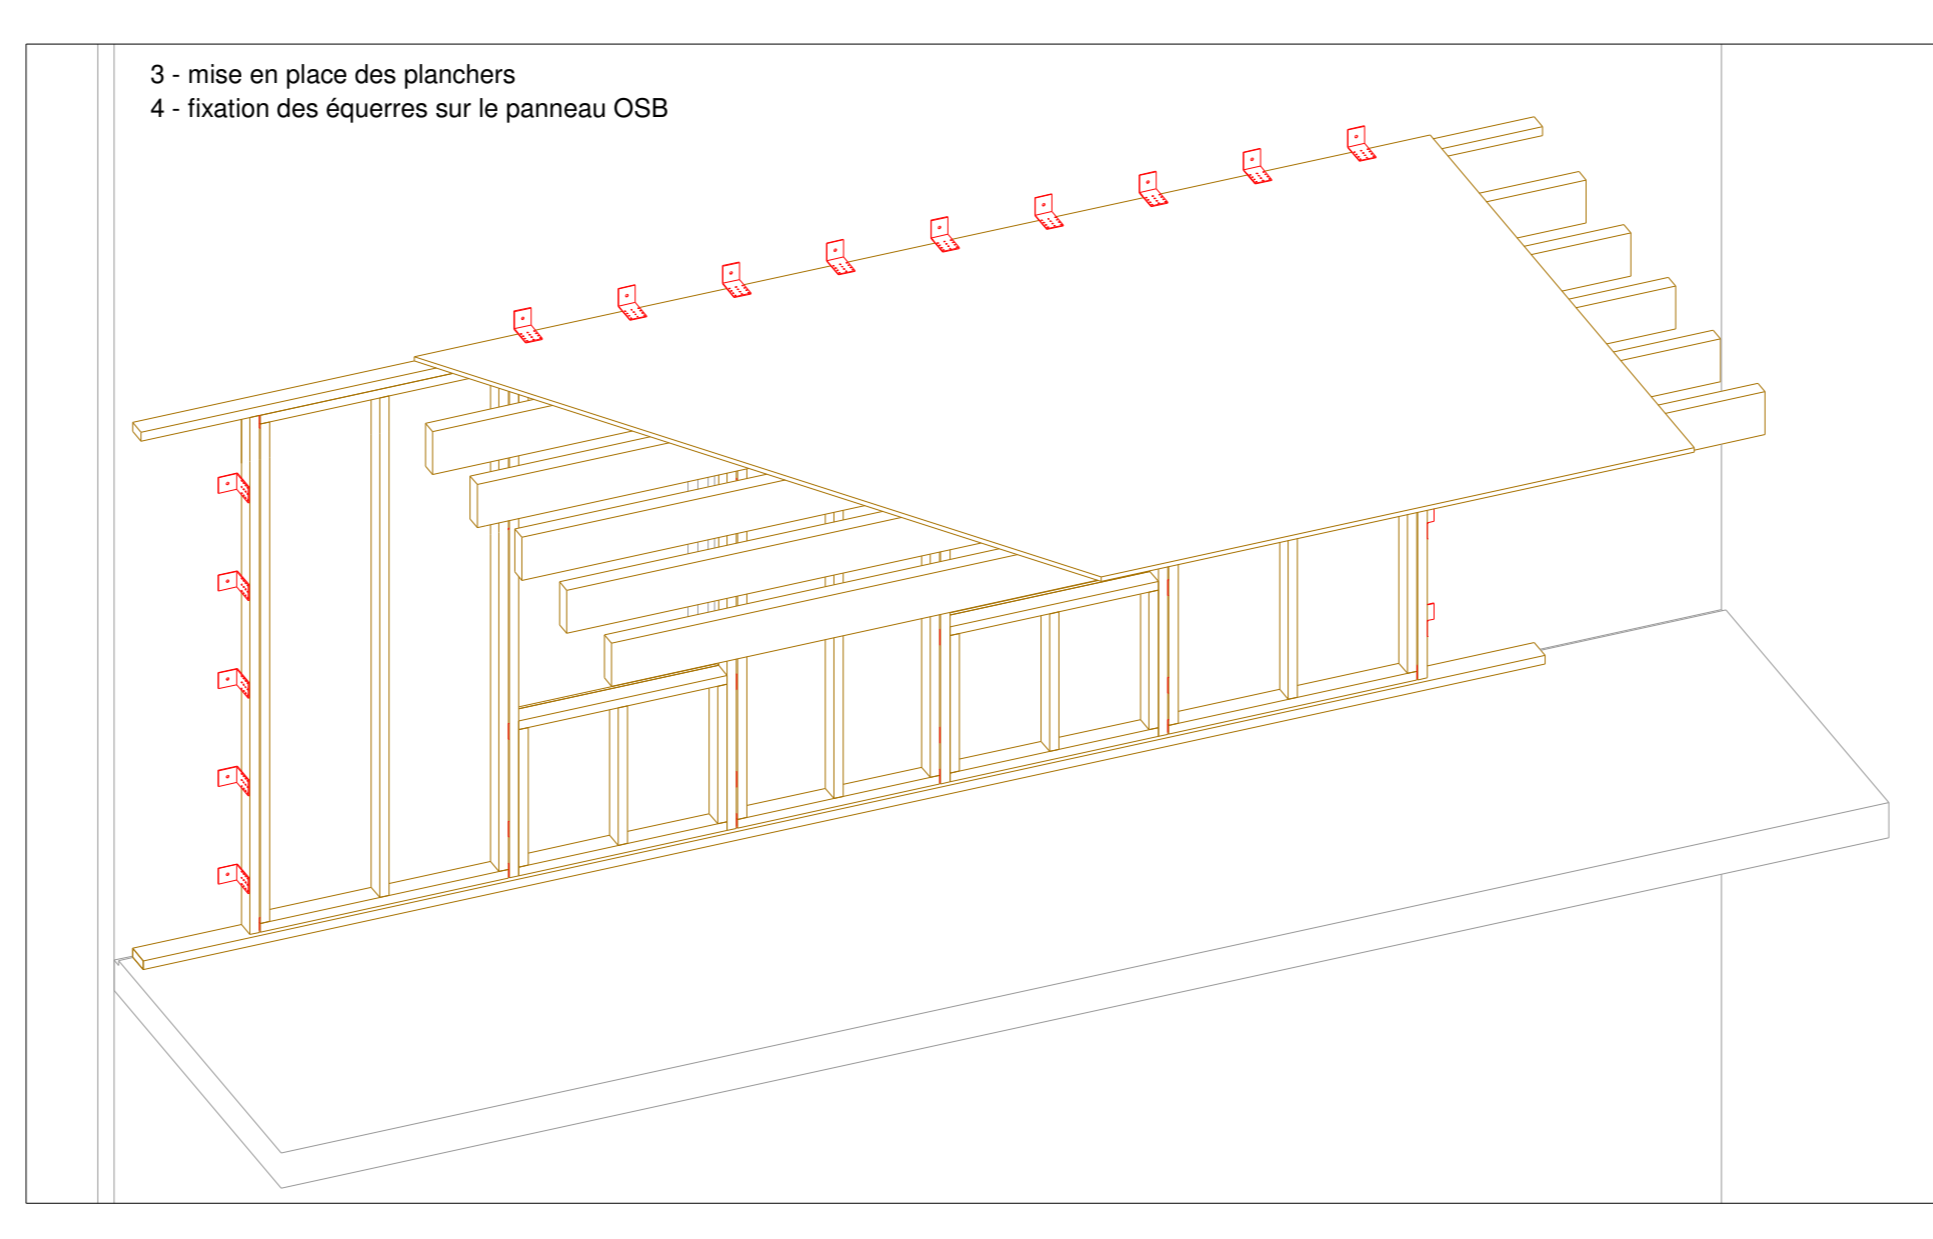 3 - mise en place des planchers
4 - fixation des équerres sur le panneau OSB